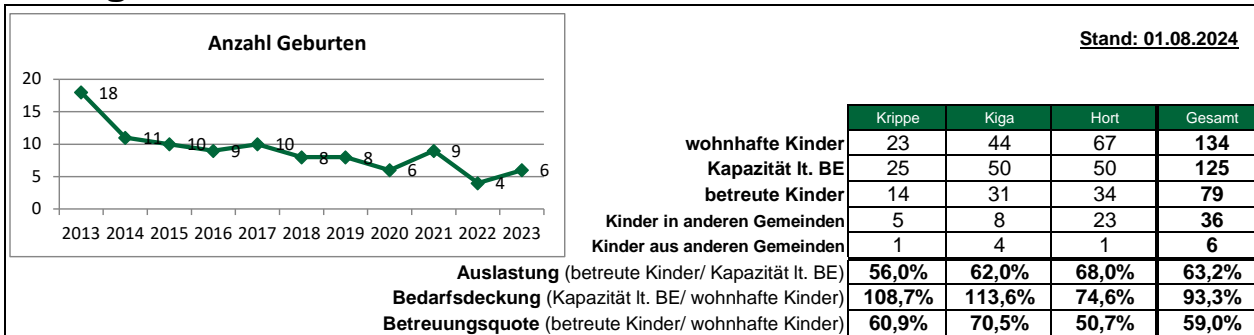 Anzahl Geburten
Stand: 01.08.2024
20
15
10
5
0
18
11
10
9
10
8
8
6
9
4
6
2013 2014 2015 2016 2017 2018 2019 2020 2021 2022 2023
Krippe Kiga Hort Gesamt
wohnhafte Kinder 23 44 67 134
Kapazität lt. BE 25 50 50 125
betreute Kinder 14 31 34 79
Kinder in anderen Gemeinden 5 8 23 36
Kinder aus anderen Gemeinden 1 4 1 6
Auslastung (betreute Kinder/ Kapazität lt. BE) 56,0% 62,0% 68,0% 63,2%
Bedarfsdeckung (Kapazität lt. BE/ wohnhafte Kinder) 108,7% 113,6% 74,6% 93,3%
Betreuungsquote (betreute Kinder/ wohnhafte Kinder) 60,9% 70,5% 50,7% 59,0%